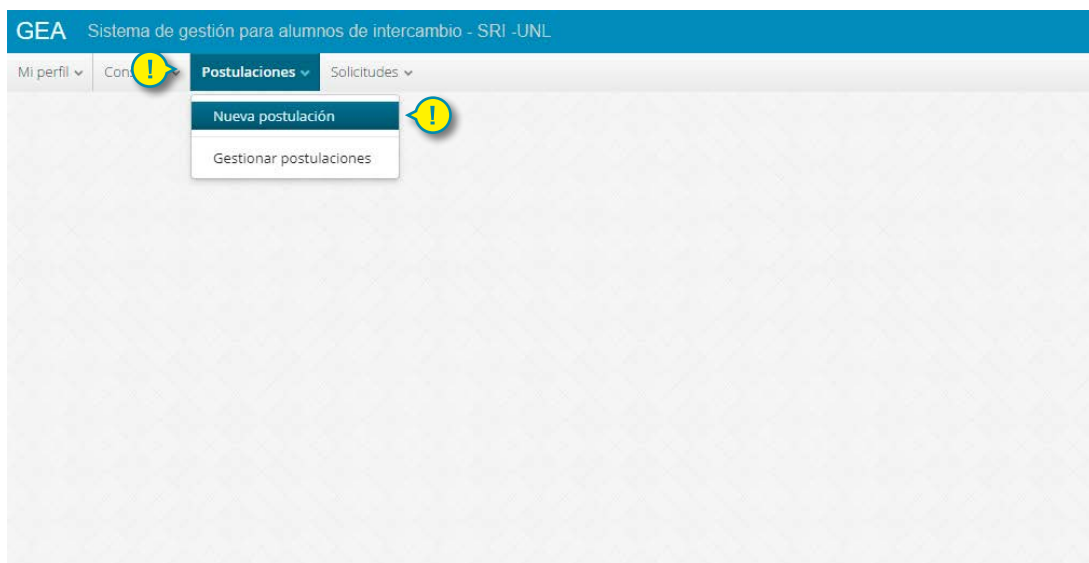 GEA Sistema de gestión para alumnos de intercambio - SRI -UNL
Mi perfil Postulaciones Solicitudes
!
Nueva postulación
!
Gestionar postulaciones